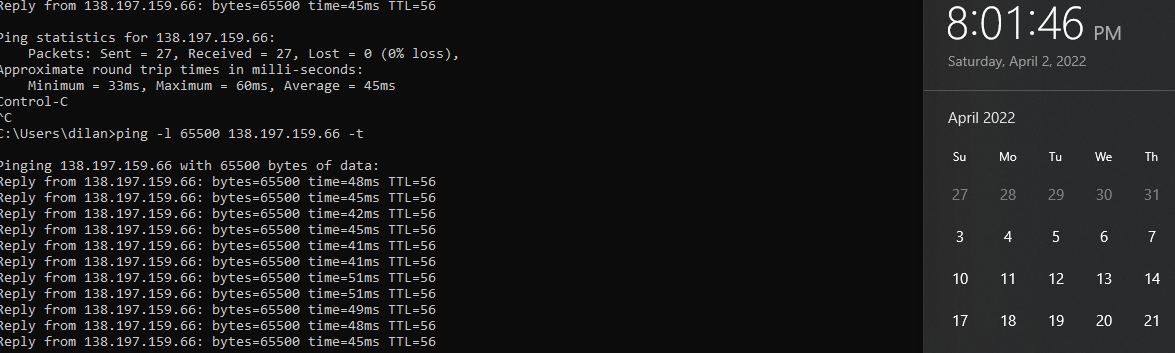 Reply from 138.197.159.66: bytes=65500 time=45ms TTL=56
Ping statistics for 138.197.159.66:
Packets: Sent = 27, Received = 27, Lost = 0 (0% loss),
Approximate round trip times in milli-seconds:
Minimum = 33ms, Maximum = 60ms, Average = 45ms
Control-C
^C
C:\Users\dilan>ping -l 65500 138.197.159.66 -t
Pinging 138.197.159.66 with 65500 bytes of data:
Reply from 138.197.159.66: bytes=65500 time=48ms TTL=56
Reply from 138.197.159.66: bytes=65500 time=45ms TTL=56
Reply from 138.197.159.66: bytes=65500 time=42ms TTL=56
Reply from 138.197.159.66: bytes=65500 time=45ms TTL=56
Reply from 138.197.159.66: bytes=65500 time=41ms TTL=56
Reply from 138.197.159.66: bytes=65500 time=41ms TTL=56
Reply from 138.197.159.66: bytes=65500 time=51ms TTL=56
Reply from 138.197.159.66: bytes=65500 time=51ms TTL=56
Reply from 138.197.159.66: bytes=65500 time=49ms TTL=56
Reply from 138.197.159.66: bytes=65500 time=48ms TTL=56
Reply from 138.197.159.66: bytes=65500 time=45ms TTL=56
8:01:46 PM
Saturday, April 2, 2022
April 2022
Su Mo Tu We Th
27 28 29 30 31
3 4 5 6 7
10 11 12 13 14
17 18 19 20 21